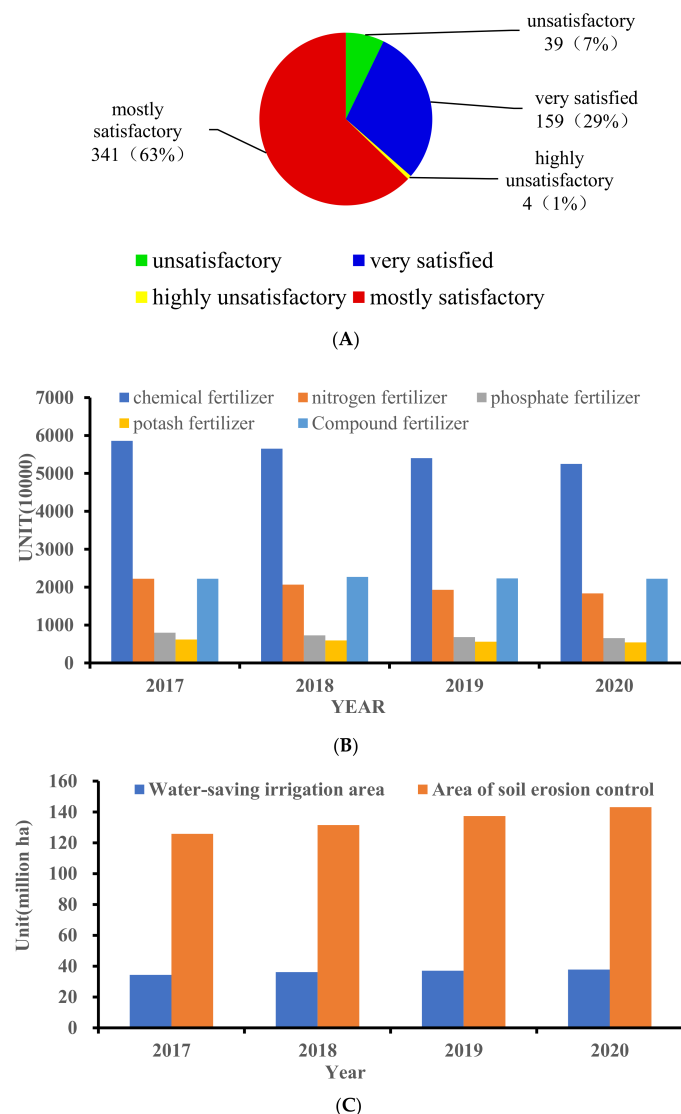 unsatisfactory
39（7%）
mostly
satisfactory
341（63%）
very satisfied
159（29%）
highly
unsatisfactory
4（1%）
unsatisfactory very satisfied
highly unsatisfactory mostly satisfactory
(A)
7000
6000
5000
4000
3000
2000
1000
0
UNIT(10000)
chemical fertilizer nitrogen fertilizer phosphate fertilizer
potash fertilizer Compound fertilizer
2017 2018 2019 2020
YEAR
(B)
160
140
120
100
80
60
40
20
0
Unit(million ha)
Water-saving irrigation area Area of soil erosion control
2017 2018 2019 2020
Year
(C)